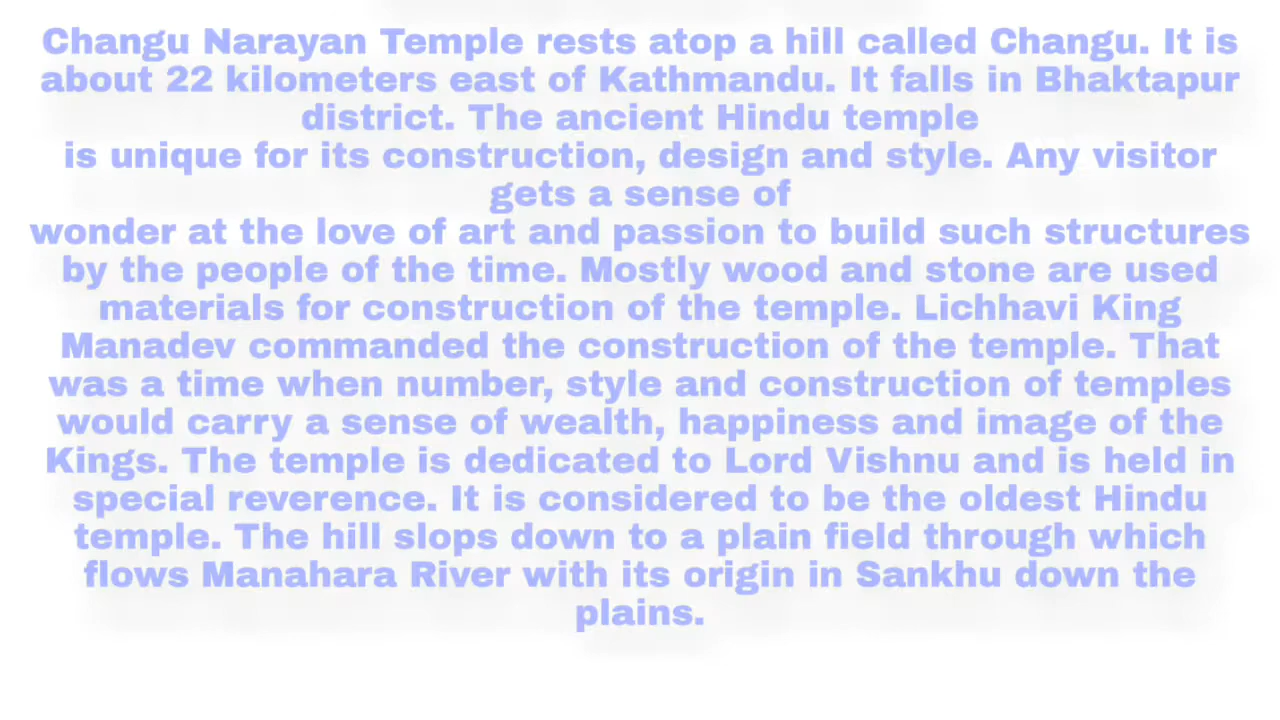 Changu Narayan Temple rests atop a hill called Changu. It is
about 22 kilometers east of Kathmandu. It falls in Bhaktapur
district. The ancient Hindu temple
is unique for its construction, design and style. Any visitor
gets a sense of
wonder at the love of art and passion to build such structures
by the people of the time. Mostly wood and stone are used
materials for construction of the temple. Lichhavi King
Manadev commanded the construction of the temple. That
was a time when number, style and construction of temples
would carry a sense of wealth, happiness and image of the
Kings. The temple is dedicated to Lord Vishnu and is held in
special reverence. It is considered to be the oldest Hindu
temple. The hill slops down to a plain field through which
flows Manahara River with its origin in Sankhu down the
plains.